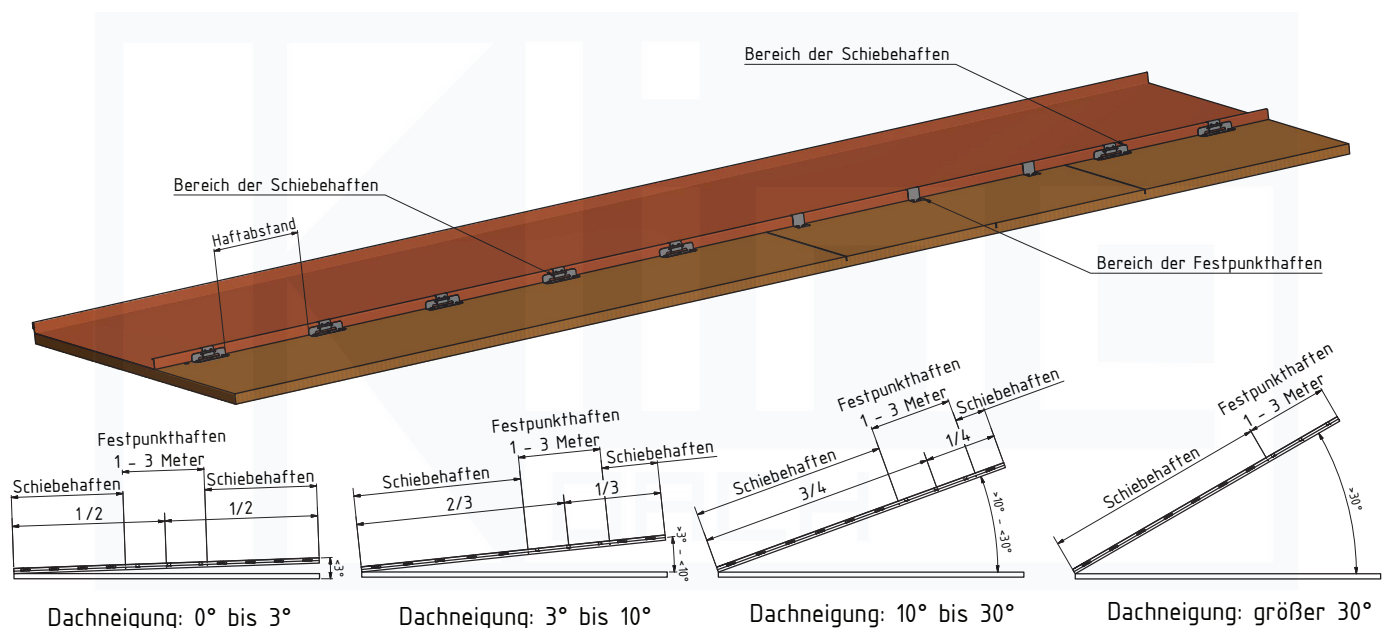 Bereich der Schiebehaften
Bereich der Schiebehaften
Haftabstand
Bereich der Festpunkthaften
Festpunkthaften
1 - 3 Meter
Schiebehaften
Schiebehaften
1/2
1/2
<3°
Dachneigung: 0° bis 3°
Festpunkthaften
1 - 3 Meter
Schiebehaften
Schiebehaften
2/3
1/3
>3° - <10°
Dachneigung: 3° bis 10°
Festpunkthaften
1 - 3 Meter
Schiebehaften
Schiebehaften
3/4
1/4
>10° - <30°
Dachneigung: 10° bis 30°
Festpunkthaften
1 - 3 Meter
Schiebehaften
>30°
Dachneigung: größer 30°